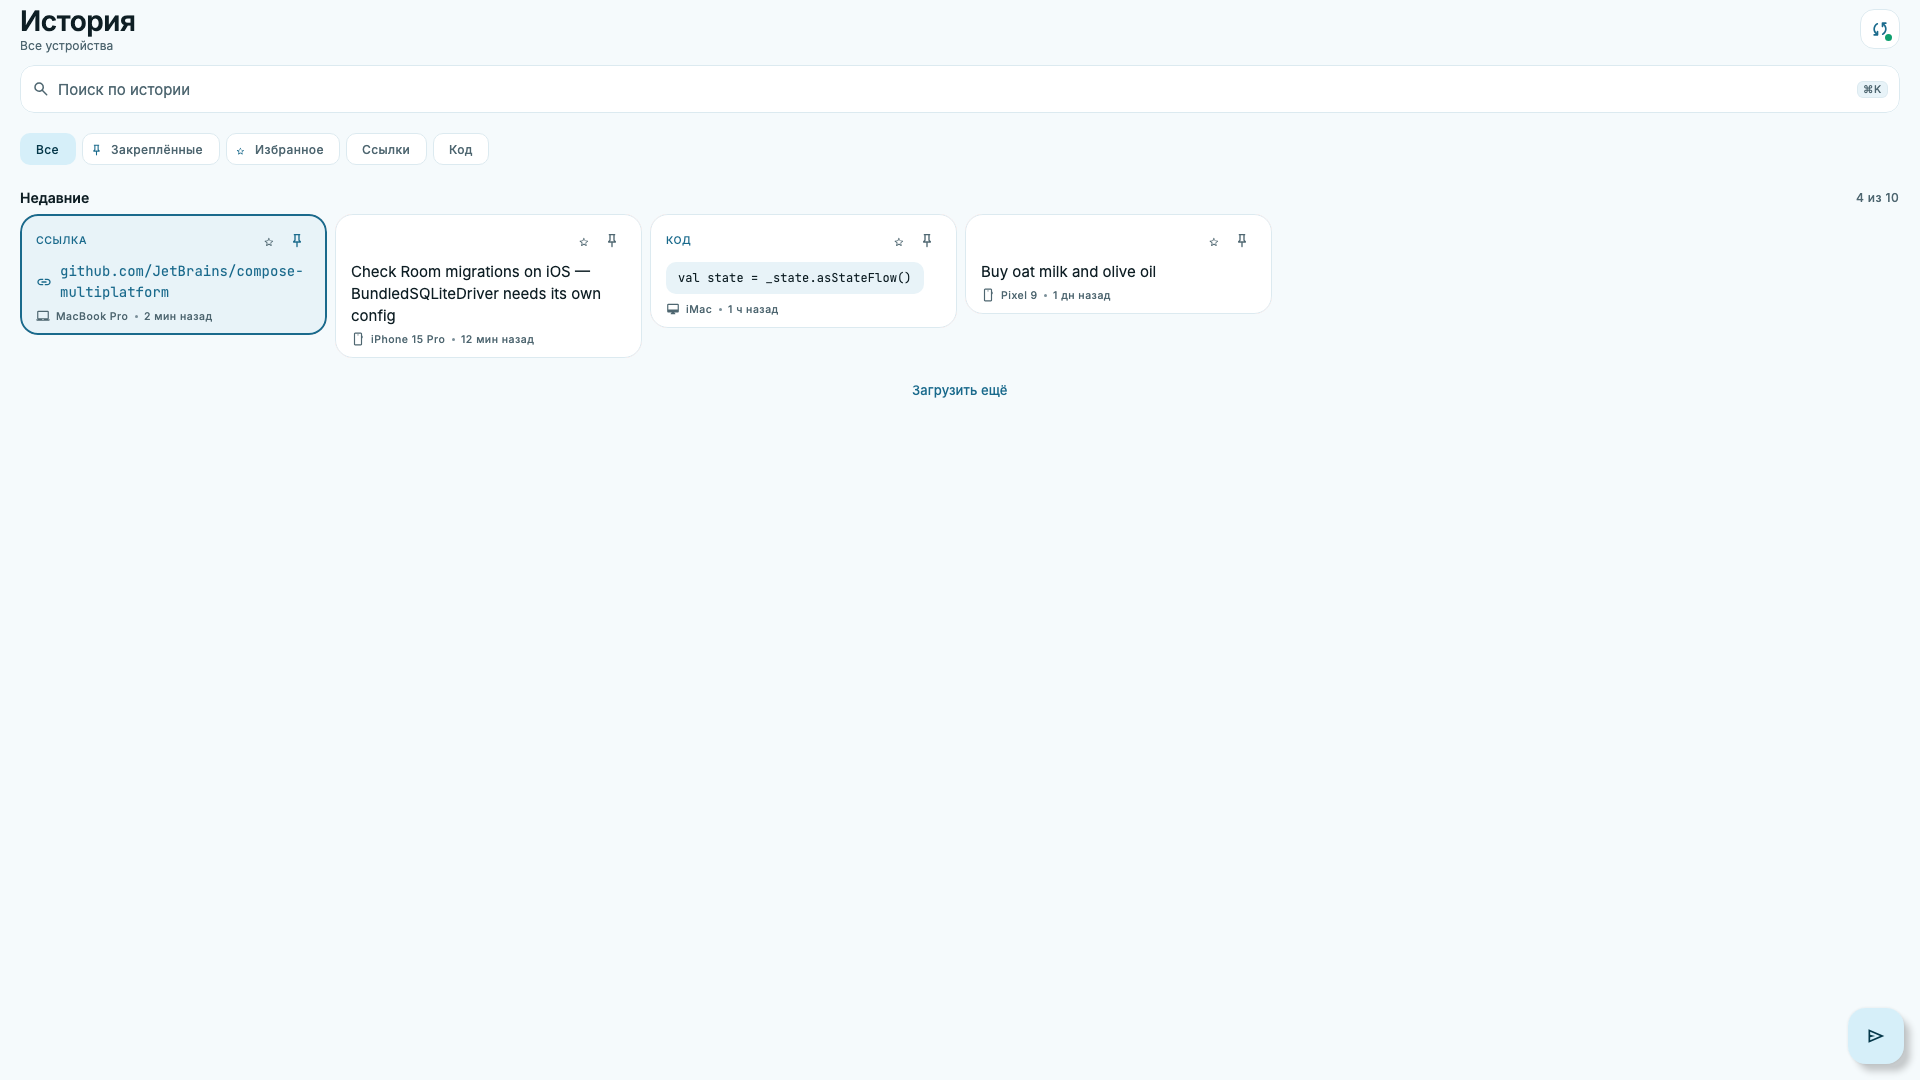 История
Все устройства
Поиск по истории
⌘K
Все
Закреплённые
Избранное
Ссылки
Код
Недавние
4 из 10
ССЫЛКА
github.com/JetBrains/compose-
multiplatform
MacBook Pro • 2 мин назад
Check Room migrations on iOS —
BundledSQLiteDriver needs its own
config
iPhone 15 Pro • 12 мин назад
КОД
val state = _state.asStateFlow()
iMac • 1 ч назад
Buy oat milk and olive oil
Pixel 9 • 1 дн назад
Загрузить ещё